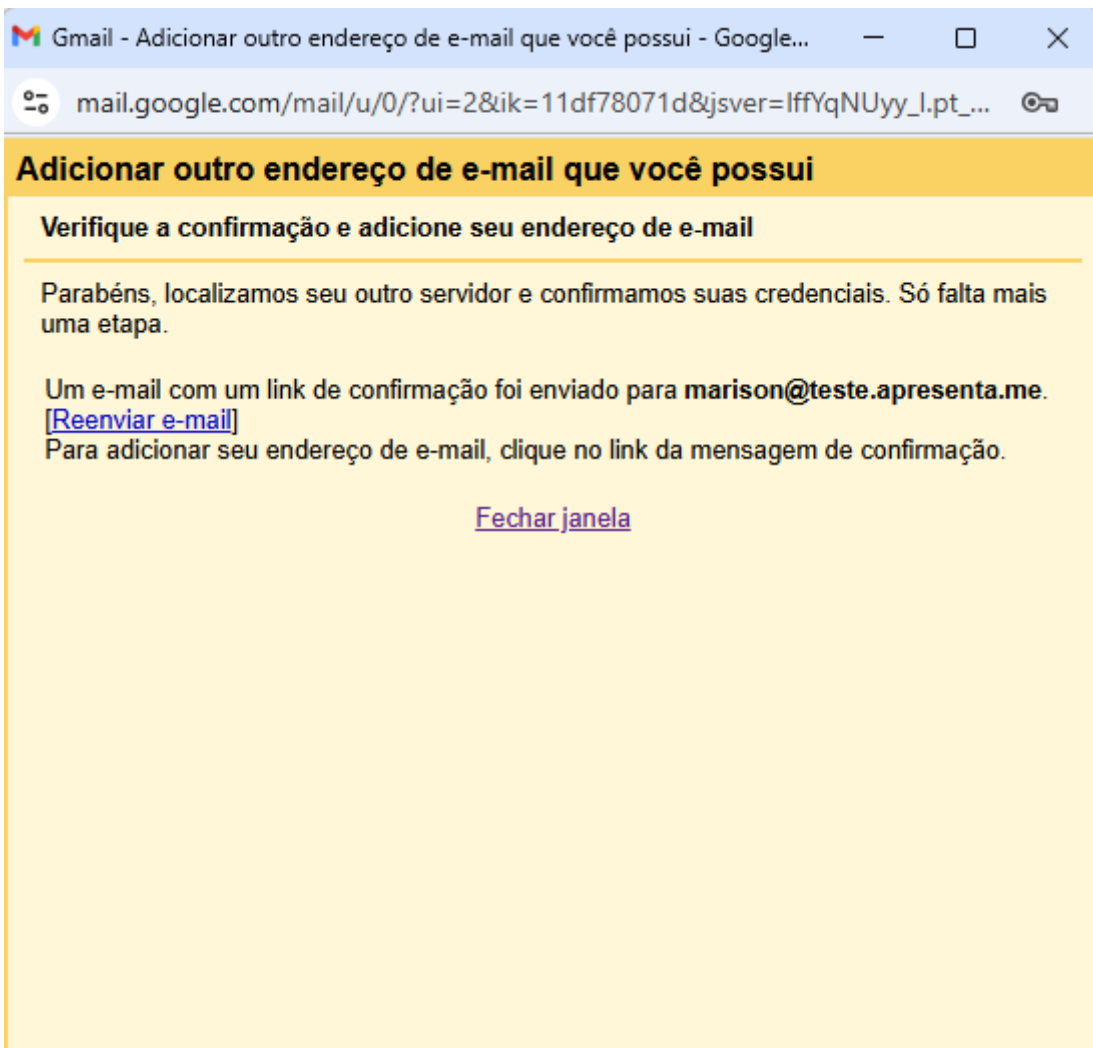 Gmail - Adicionar outro endereço de e-mail que você possui - Google...
mail.google.com/mail/u/0/?ui=2&ik=11df78071d&jsver=IffYqNUyy_I.pt_...
Adicionar outro endereço de e-mail que você possui
Verifique a confirmação e adicione seu endereço de e-mail
Parabéns, localizamos seu outro servidor e confirmamos suas credenciais. Só falta mais
uma etapa.
Um e-mail com um link de confirmação foi enviado para marison@teste.apresenta.me.
[Reenviar e-mail]
Para adicionar seu endereço de e-mail, clique no link da mensagem de confirmação.
Fechar janela